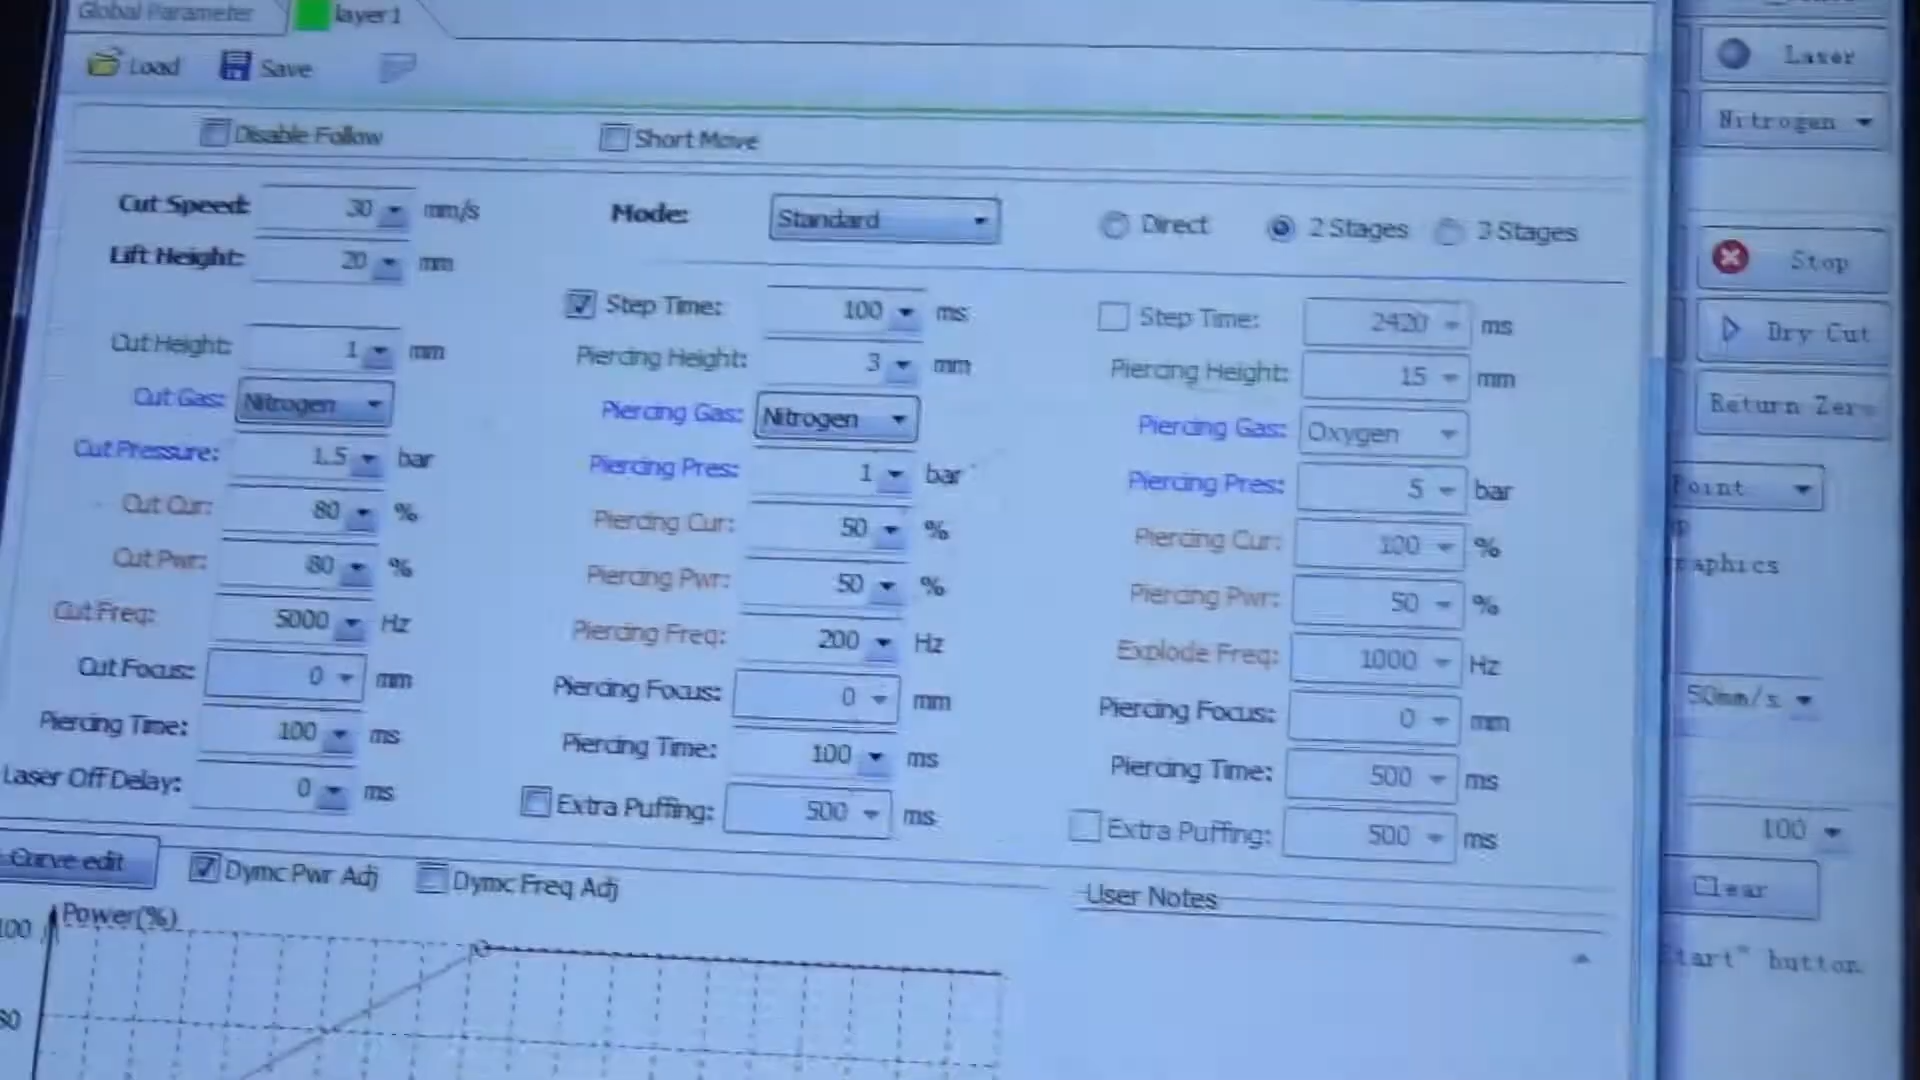 Global Parameter layer1
Load Save
Laser
Nitrogen
Disable Follow Short Move
Cut Speed: 30 mm/s Mode: Standard Direct 2 Stages 3 Stages
Lift Height: 20 mm
Stop
Step Time: 100 ms Step Time: 2420 ms
Dry Cut
Cut Height: 1 mm Piercing Height: 3 mm Piercing Height: 15 mm
Return Zero
Cut Gas: Nitrogen Piercing Gas: Nitrogen Piercing Gas: Oxygen
Cut Pressure: 1.5 bar Piercing Pres: 1 bar Piercing Pres: 5 bar
Point
Cut Cur: 80 % Piercing Cur: 50 % Piercing Cur: 100 %
Cut Pwr: 80 % Piercing Pwr: 50 % Piercing Pwr: 50 %
raphics
Cut Freq: 5000 Hz Piercing Freq: 200 Hz Explode Freq: 1000 Hz
Cut Focus: 0 mm Piercing Focus: 0 mm Piercing Focus: 0 mm
50mm/s
Piercing Time: 100 ms Piercing Time: 100 ms Piercing Time: 500 ms
Laser Off Delay: 0 ms Extra Puffing: 500 ms Extra Puffing: 500 ms
100
Curve edit Dymc Pwr Adj Dymc Freq Adj User Notes
Clear
100 Power(%)
tart" button
80